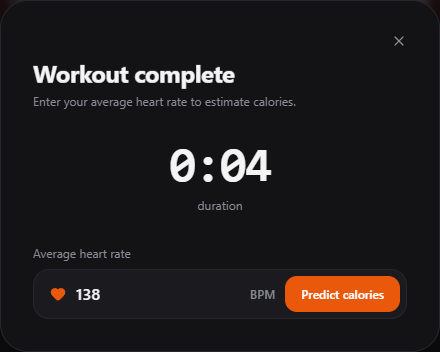 Workout complete
Enter your average heart rate to estimate calories.
0:04
duration
Average heart rate
138 BPM Predict calories